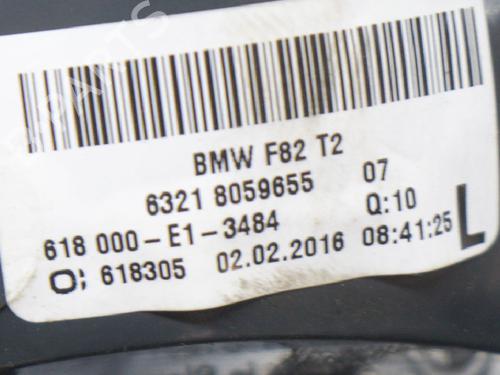 BMW F82 T2
6321 8059655 07
618 000-E1-3484 Q:10
O; 618305 02.02.2016 08:41:25 L